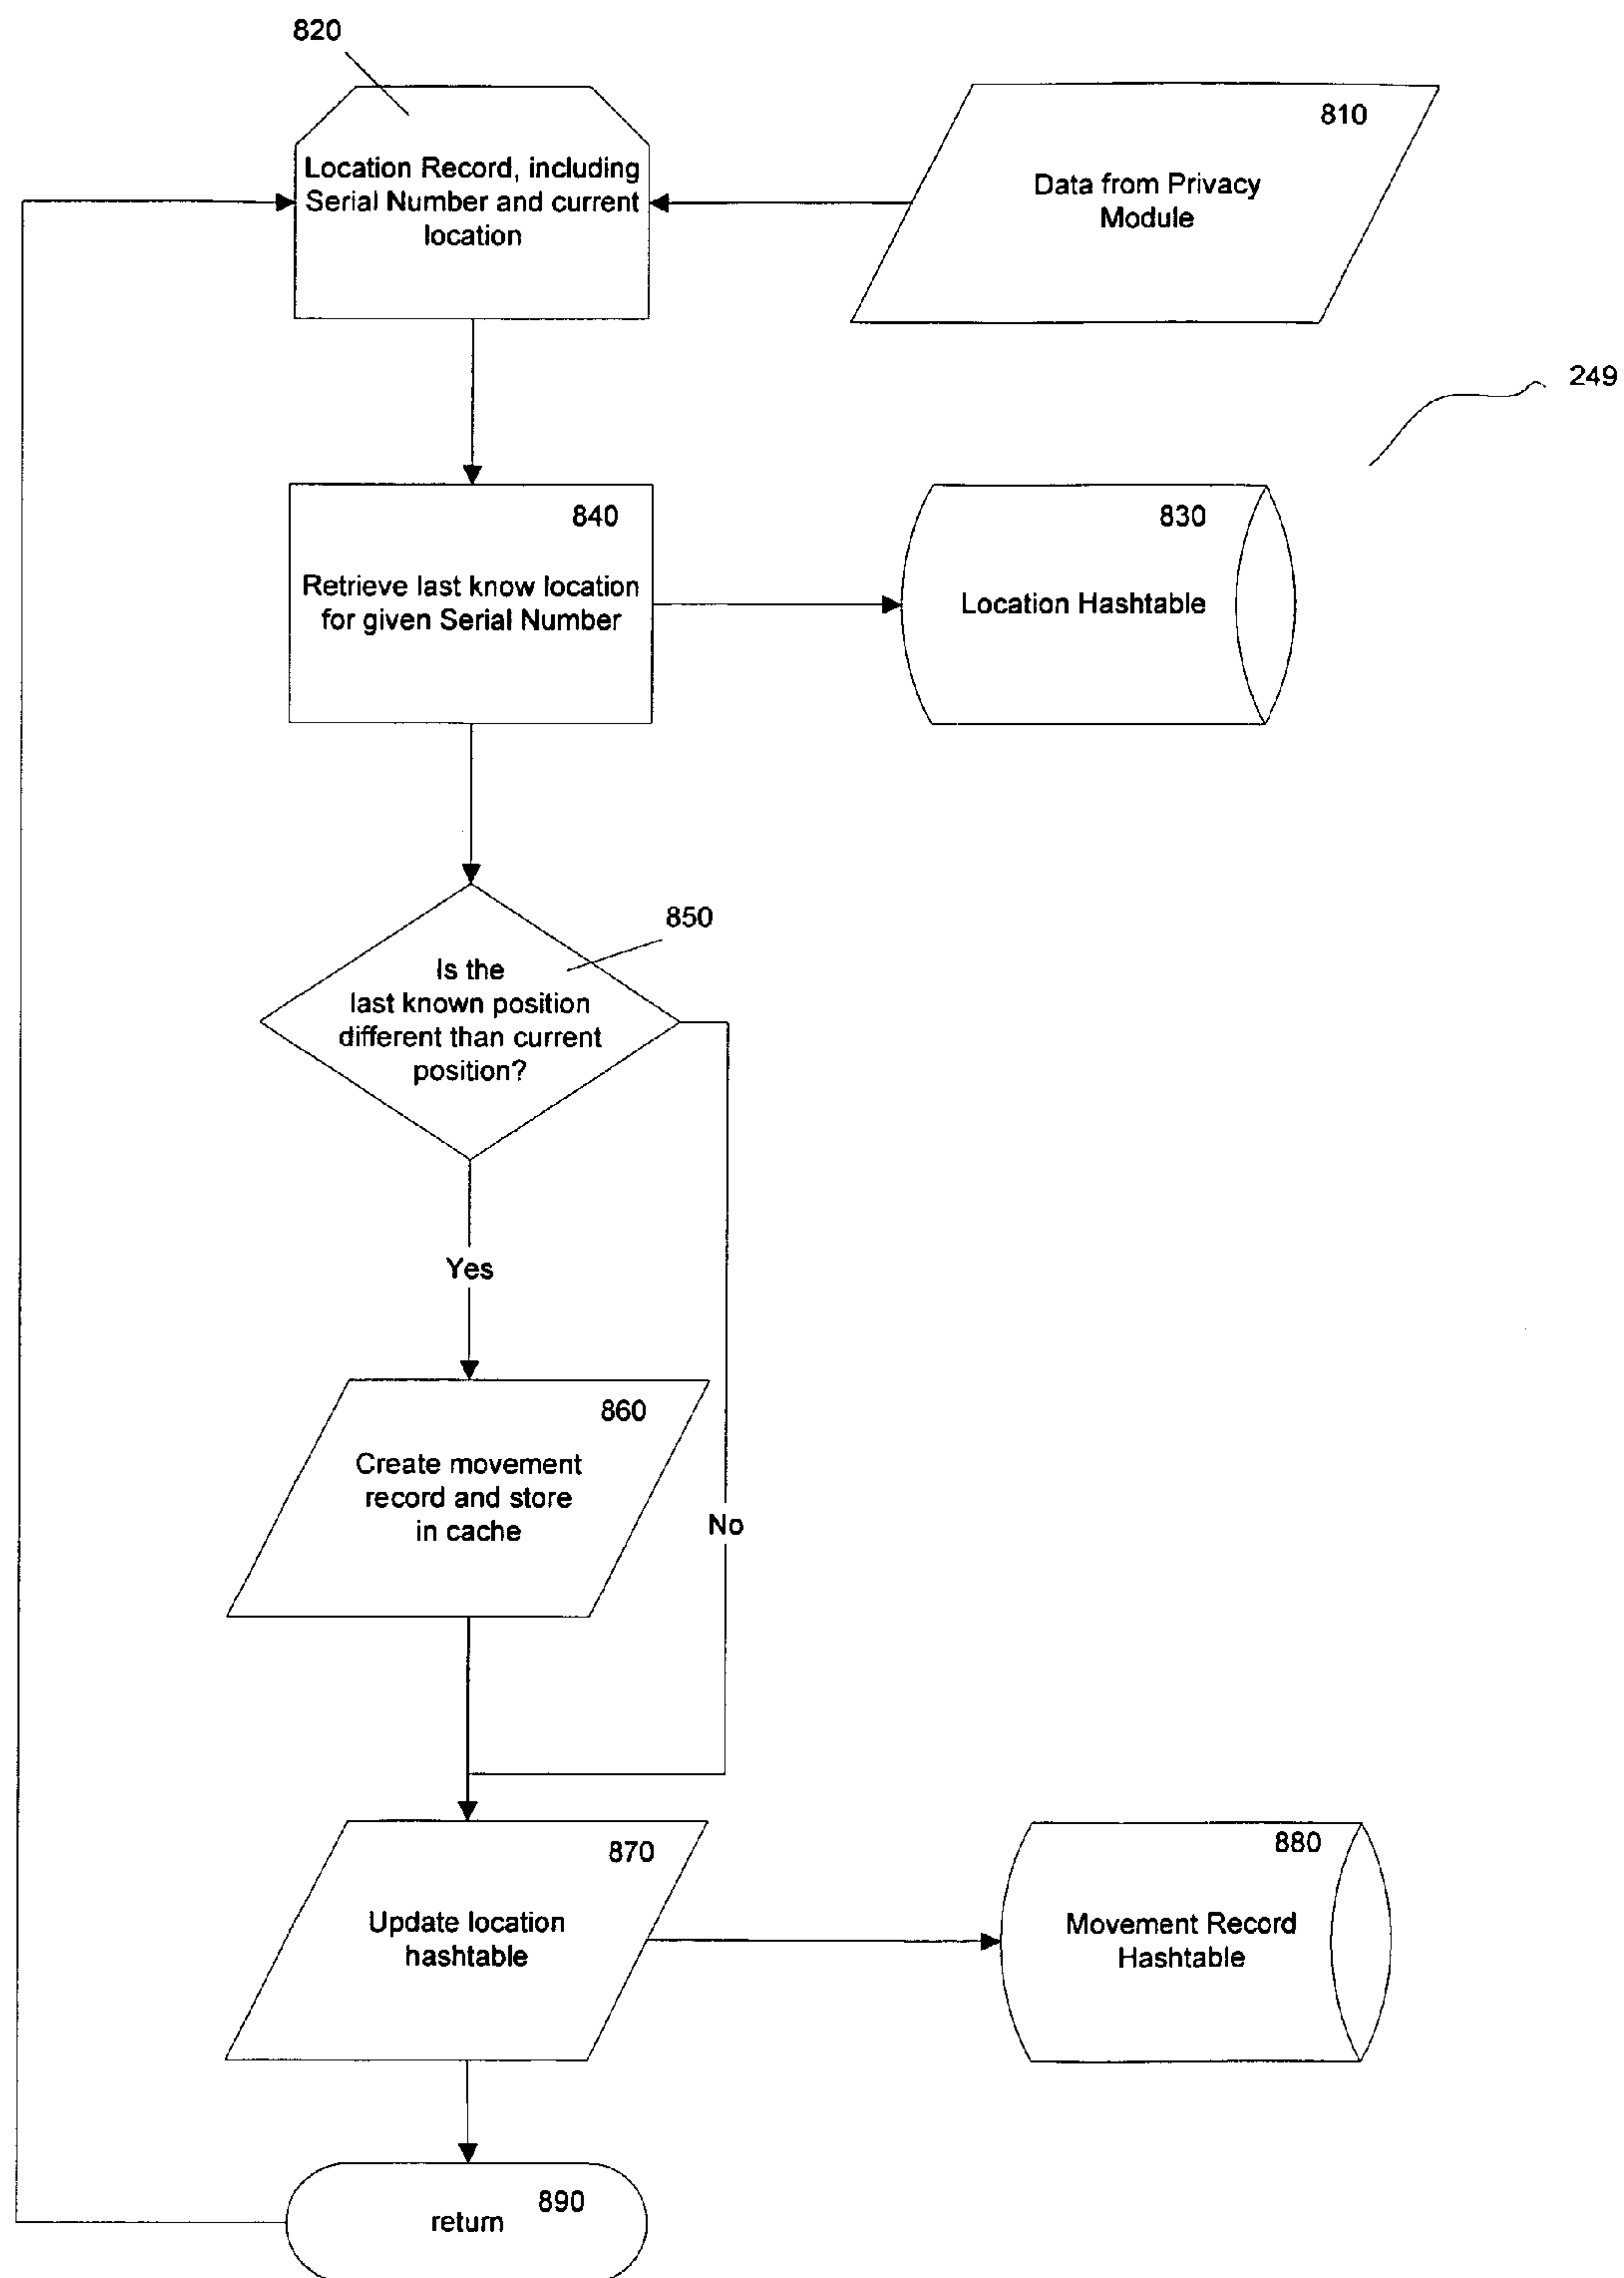 820
810
Location Record, including
Serial Number and current
location
Data from Privacy
Module
249
840
Retrieve last know location
for given Serial Number
830
Location Hashtable
850
Is the
last known position
different than current
position?
Yes
860
Create movement
record and store
in cache
No
870
Update location
hashtable
880
Movement Record
Hashtable
890
return